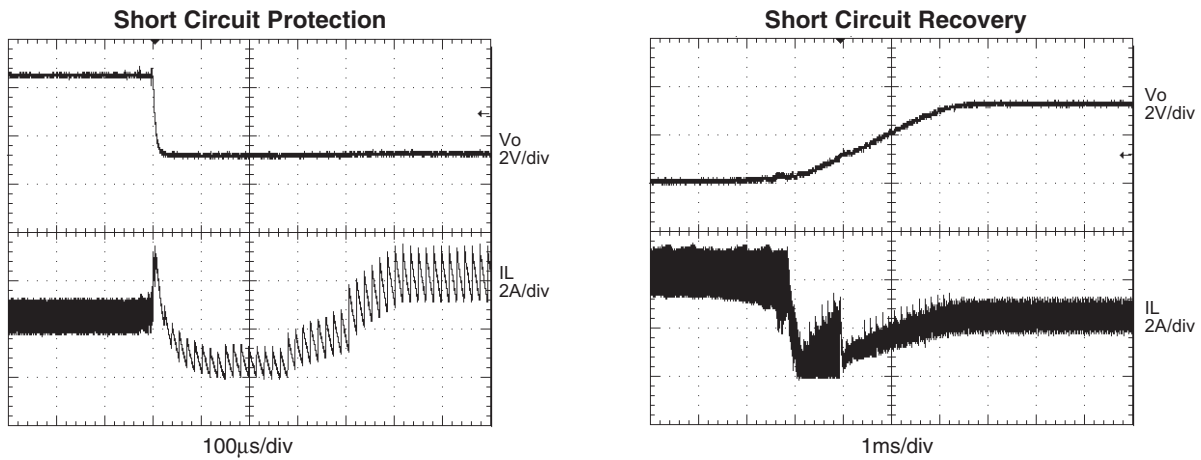 Short Circuit Protection
Vo
2V/div
IL
2A/div
100µs/div
Short Circuit Recovery
Vo
2V/div
IL
2A/div
1ms/div